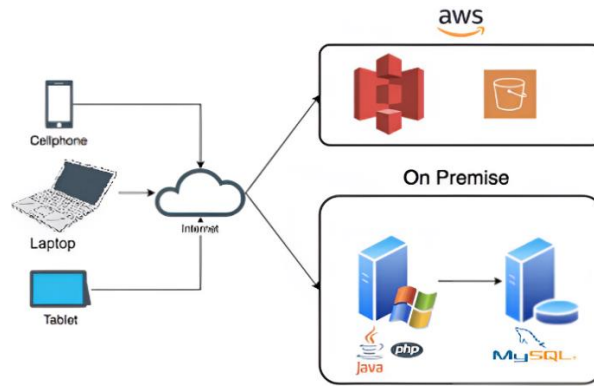 aws
Cellphone
On Premise
Internet
Laptop
Tablet
Java
php
MySQL